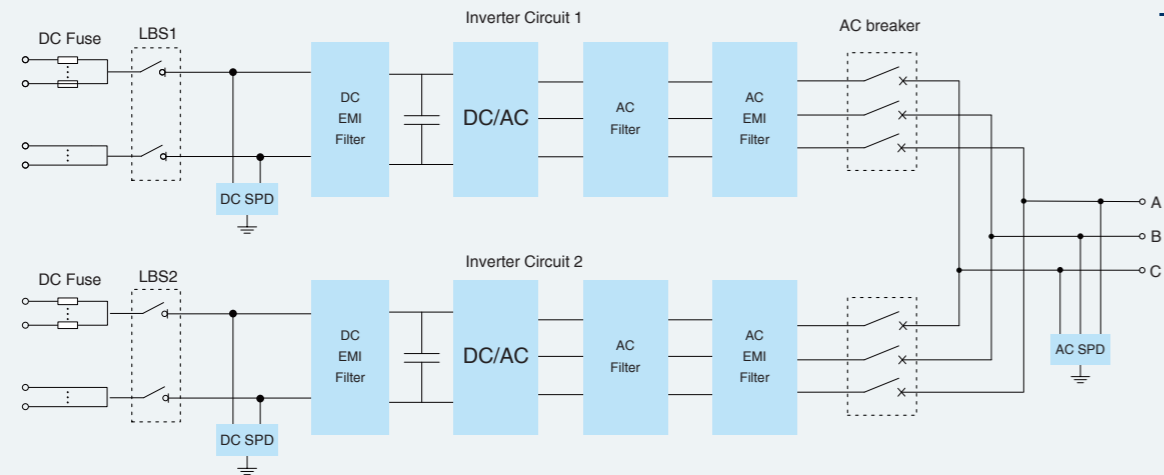 Inverter Circuit 1
DC Fuse
LBS1
AC breaker
DC
EMI
Filter
DC/AC
AC
Filter
AC
EMI
Filter
DC SPD
A
B
C
Inverter Circuit 2
DC Fuse
LBS2
DC
EMI
Filter
DC/AC
AC
Filter
AC
EMI
Filter
AC SPD
DC SPD